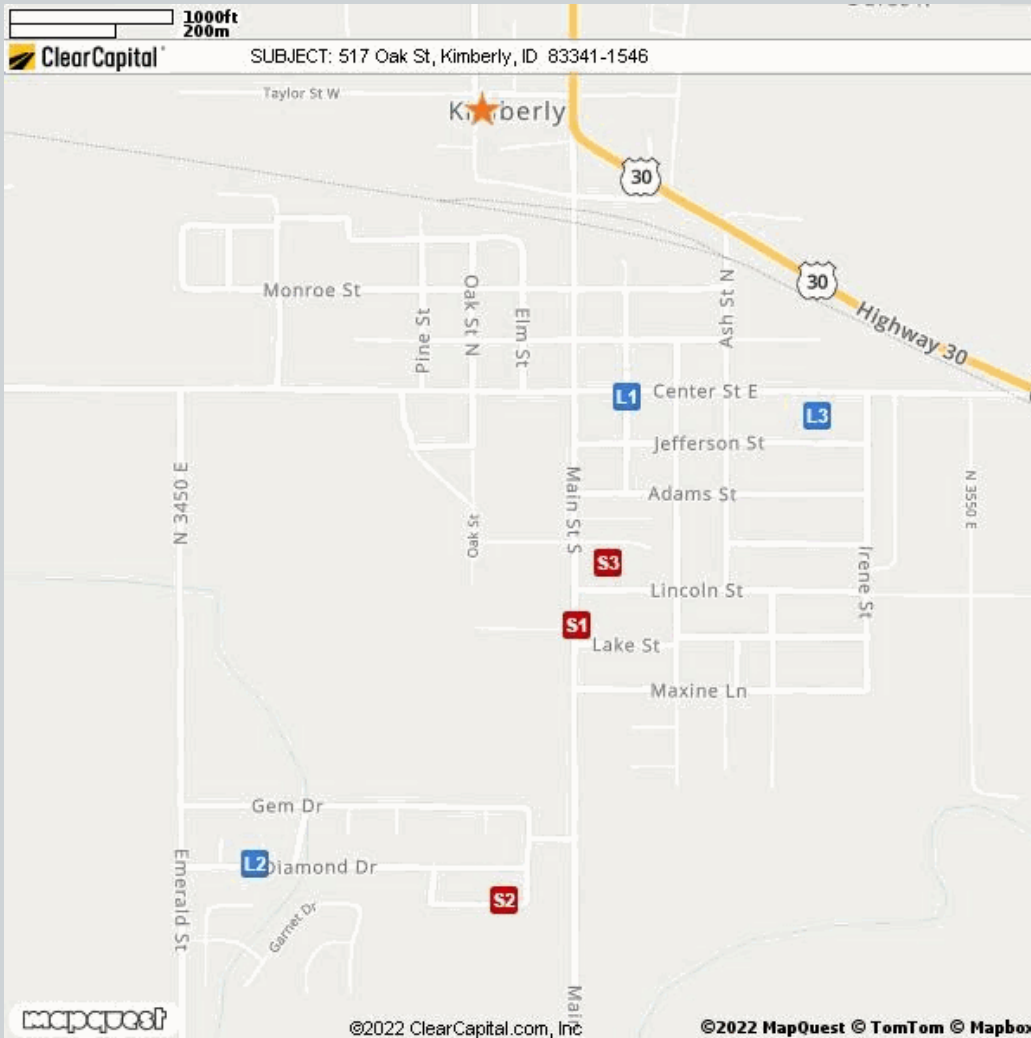 1000ft
200m
ClearCapital
SUBJECT: 517 Oak St, Kimberly, ID 83341-1546
Taylor St W
Kimberly
30
30
Highway 30
Monroe St
Pine St
Oak St N
Elm St
Ash St N
L1
Center St E
L3
Jefferson St
N 3450 E
Main St S
Adams St
N 3550 E
Oak St
S3
Irene St
Lincoln St
S1
Lake St
Maxine Ln
Gem Dr
L2
Diamond Dr
Emerald St
S2
Garnet Dr
Main
mapquest
©2022 ClearCapital.com, Inc
©2022 MapQuest © TomTom © Mapbox